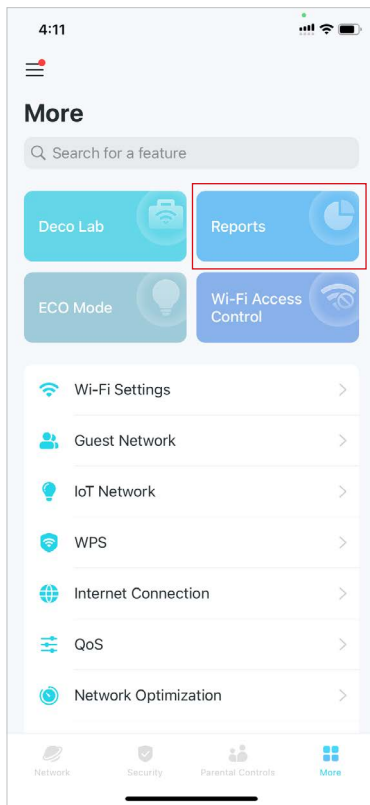 4:11
More
Search for a feature
Deco Lab
Reports
ECO Mode
Wi-Fi Access
Control
Wi-Fi Settings
Guest Network
IoT Network
WPS
Internet Connection
QoS
Network Optimization
Network Security Parental Controls More